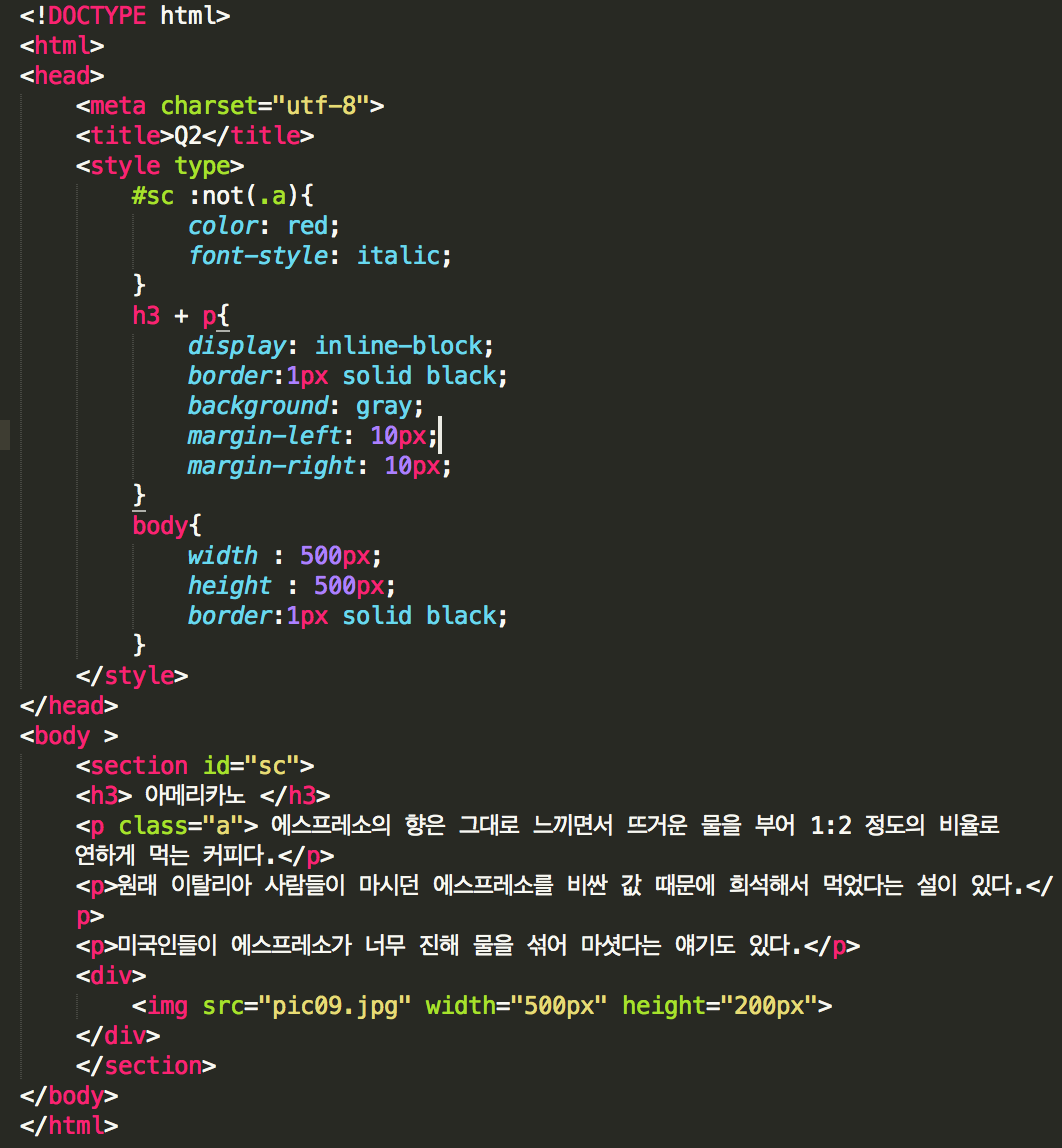 <!DOCTYPE html>
<html>
<head>
<meta charset="utf-8">
<title>Q2</title>
<style type>
#sc :not(.a){
color: red;
font-style: italic;
}
h3 + p{
display: inline-block;
border:1px solid black;
background: gray;
margin-left: 10px;
margin-right: 10px;
}
body{
width : 500px;
height : 500px;
border:1px solid black;
}
</style>
</head>
<body >
<section id="sc">
<h3> 아메리카노 </h3>
<p class="a"> 에스프레소의 향은 그대로 느끼면서 뜨거운 물을 부어 1:2 정도의 비율로
연하게 먹는 커피다.</p>
<p>원래 이탈리아 사람들이 마시던 에스프레소를 비싼 값 때문에 희석해서 먹었다는 설이 있다.</
p>
<p>미국인들이 에스프레소가 너무 진해 물을 섞어 마셧다는 얘기도 있다.</p>
<div>
<img src="pic09.jpg" width="500px" height="200px">
</div>
</section>
</body>
</html>